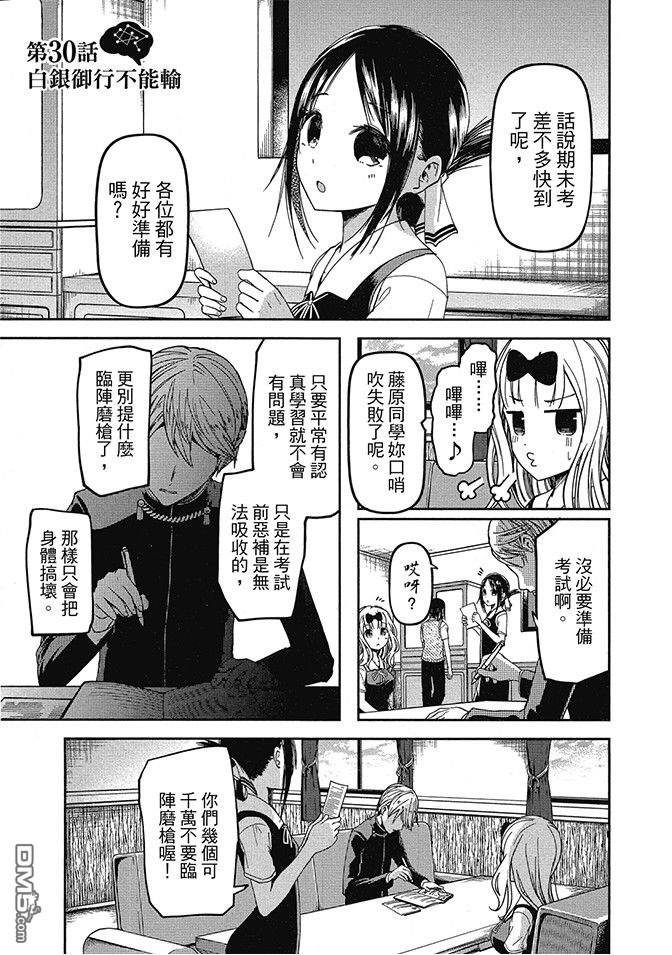 第30話
白銀御行不能輸
話說期末考
差不多快到
了呢，
各位都有
好好準備
嗎？
嗶……
嗶嗶……♪
藤原同學妳口哨
吹失敗了呢。
沒必要準備
考試啊。
哎呀？
只要平常有認
真學習就不會
有問題，
只是在考試
前惡補是無
法吸收的，
更別提什麼
臨陣磨槍了，
那樣只會把
身體搞壞。
你們幾個可
千萬不要臨
陣磨槍喔！
DM5.com